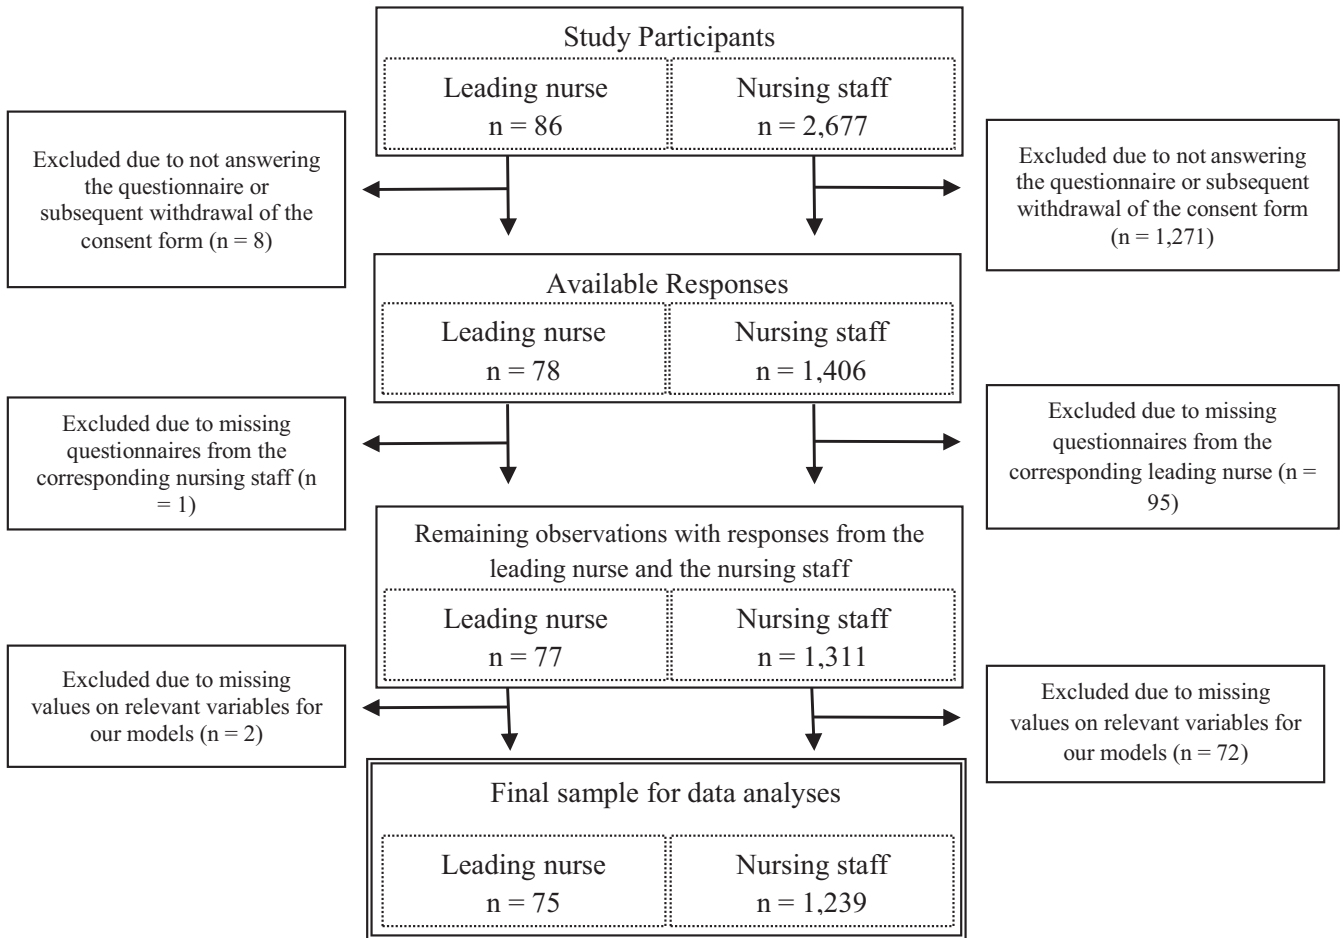 Study Participants
Leading nurse
n = 86
Nursing staff
n = 2,677
Excluded due to not answering
the questionnaire or
subsequent withdrawal of the
consent form (n = 8)
Excluded due to not answering
the questionnaire or subsequent
withdrawal of the consent form
(n = 1,271)
Available Responses
Leading nurse
n = 78
Nursing staff
n = 1,406
Excluded due to missing
questionnaires from the
corresponding nursing staff (n
= 1)
Excluded due to missing
questionnaires from the
corresponding leading nurse (n =
95)
Remaining observations with responses from the
leading nurse and the nursing staff
Leading nurse
n = 77
Nursing staff
n = 1,311
Excluded due to missing
values on relevant variables for
our models (n = 2)
Excluded due to missing
values on relevant variables for
our models (n = 72)
Final sample for data analyses
Leading nurse
n = 75
Nursing staff
n = 1,239